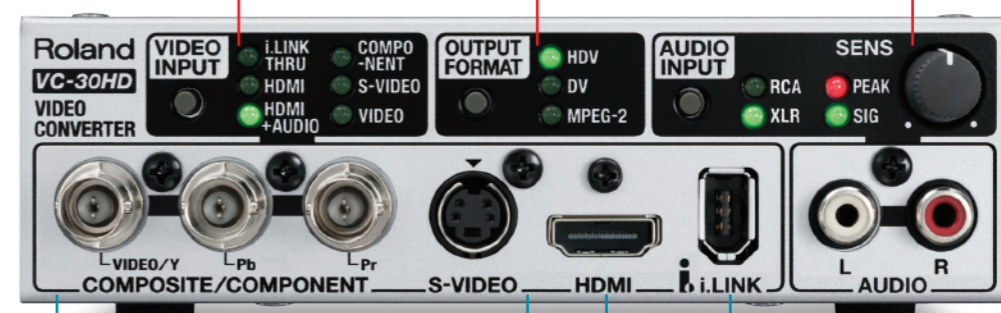 Roland
VC-30HD
VIDEO
CONVERTER
VIDEO
INPUT
i.LINK
THRU
HDMI
HDMI
+AUDIO
COMPO
-NENT
S-VIDEO
VIDEO
OUTPUT
FORMAT
HDV
DV
MPEG-2
AUDIO
INPUT
RCA
XLR
SENS
PEAK
SIG
VIDEO/Y
Pb
Pr
COMPOSITE/COMPONENT
S-VIDEO
HDMI
i i.LINK
L
R
AUDIO